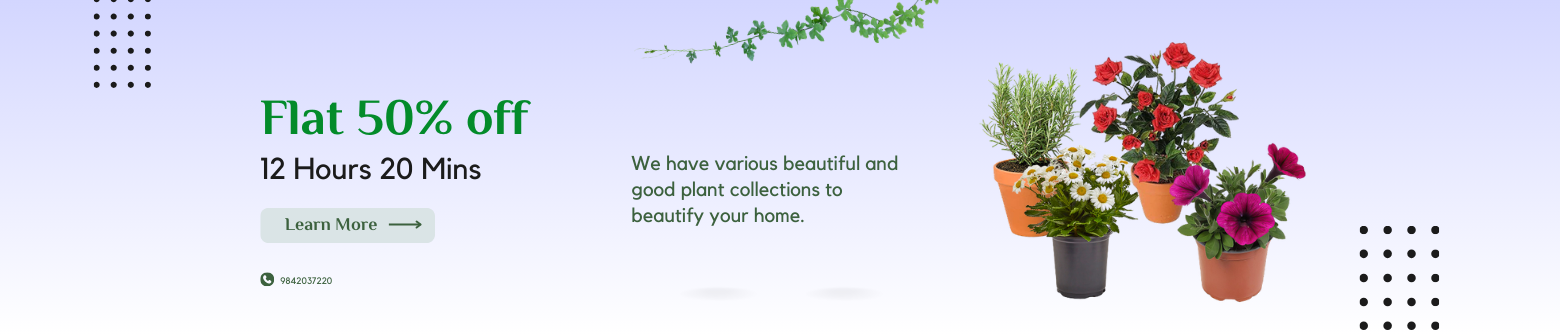 Flat 50% off
12 Hours 20 Mins
Learn More
9842037220
We have various beautiful and
good plant collections to
beautify your home.